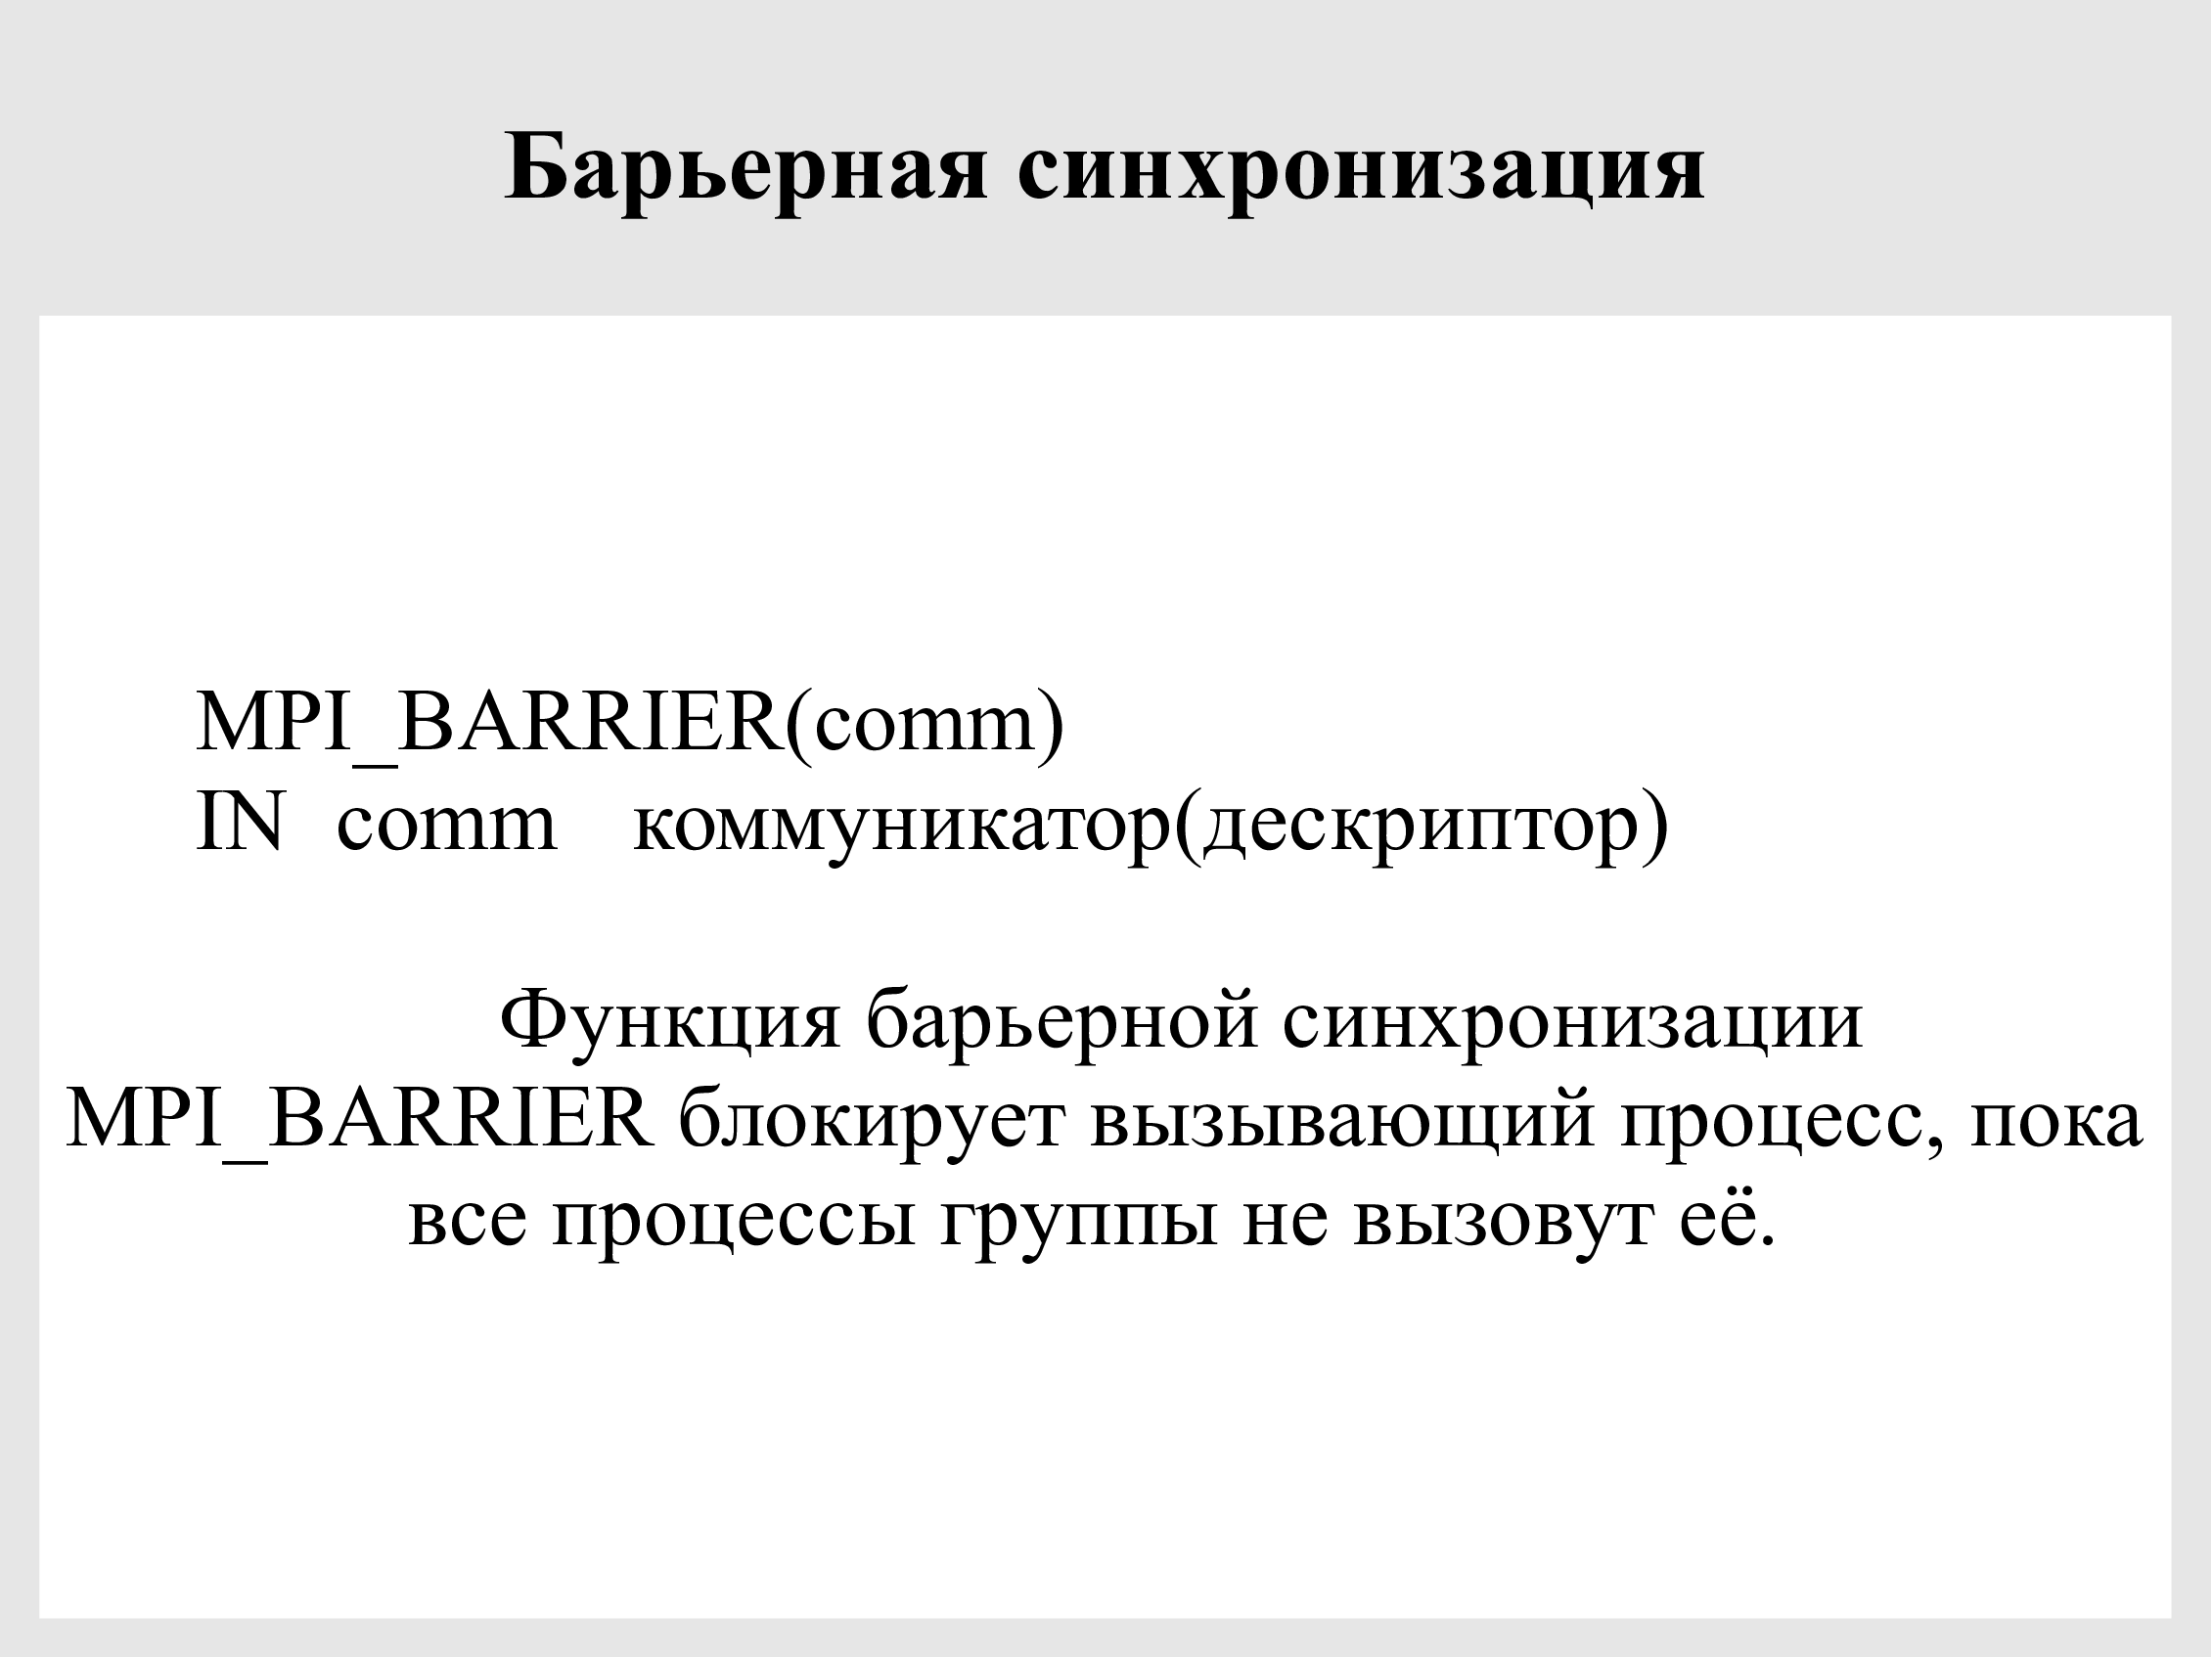 Барьерная синхронизация
MPI_BARRIER(comm)
IN comm коммуникатор(дескриптор)
Функция барьерной синхронизации
MPI_BARRIER блокирует вызывающий процесс, пока
все процессы группы не вызовут её.